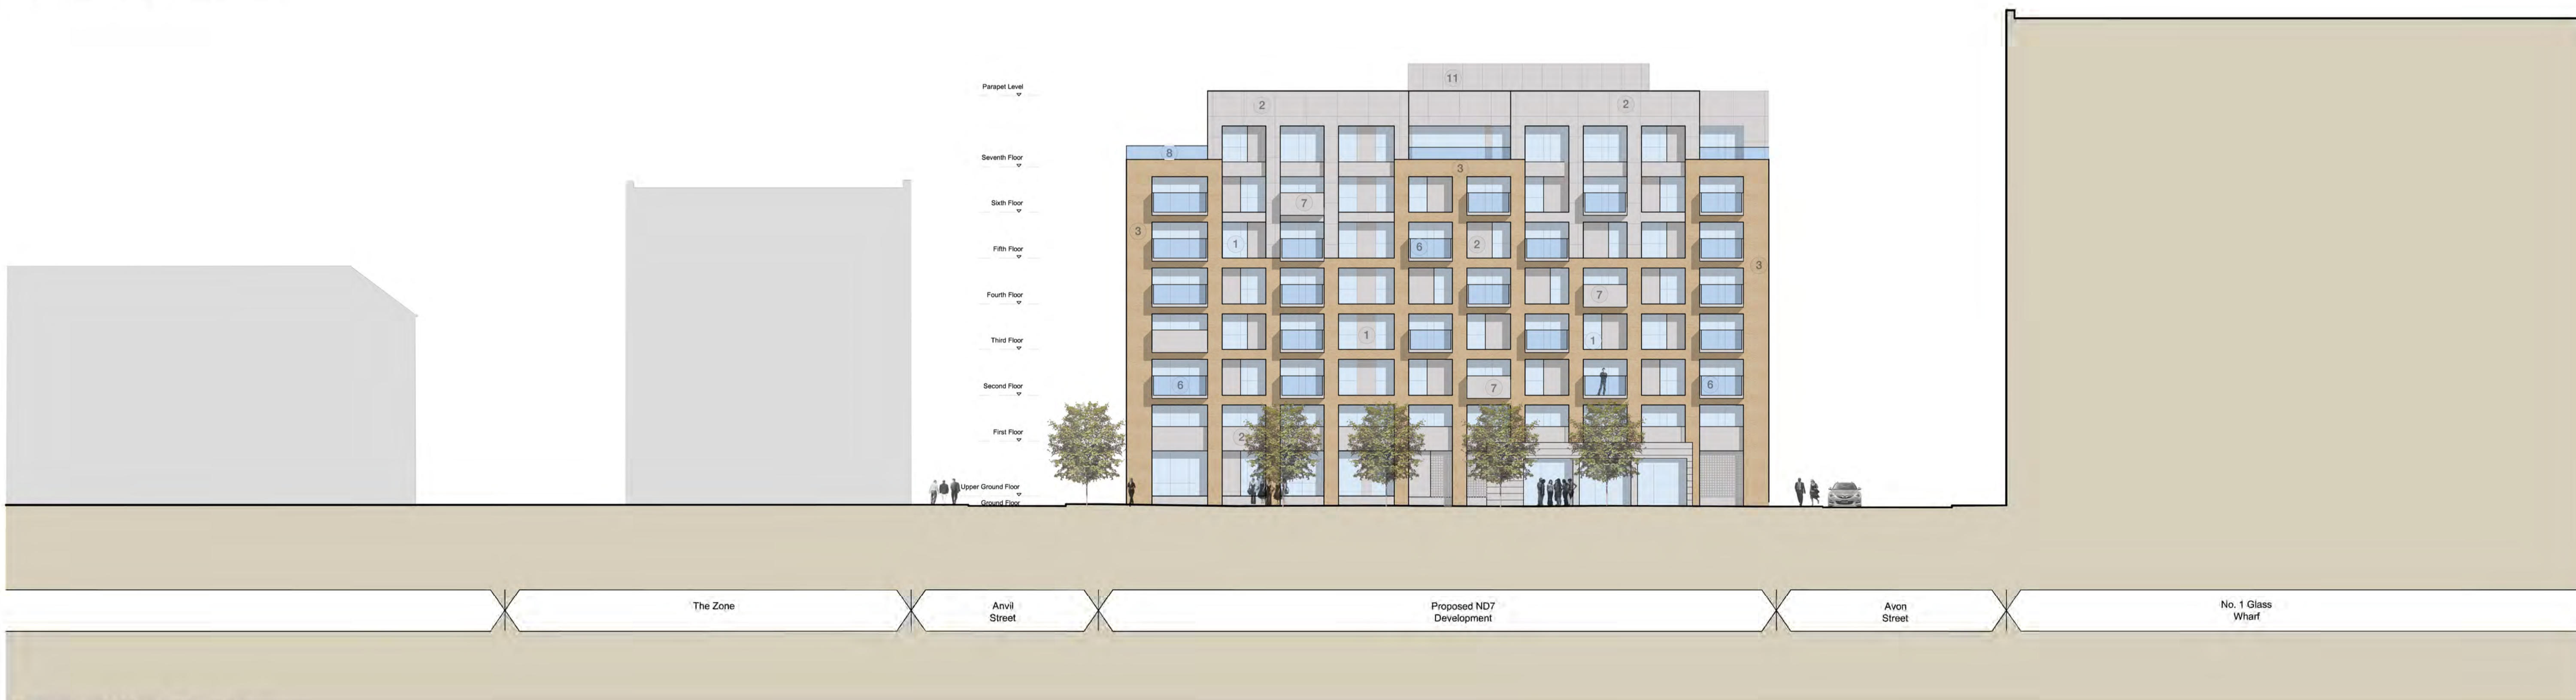 11
Parapet Level
2
2
8
Seventh Floor
3
Sixth Floor
7
3
1
6
2
Fifth Floor
3
Fourth Floor
7
1
1
Third Floor
6
7
6
Second Floor
First Floor
2
Upper Ground Floor
Ground Floor
The Zone
Anvil
Street
Proposed ND7
Development
Avon
Street
No. 1 Glass
Wharf